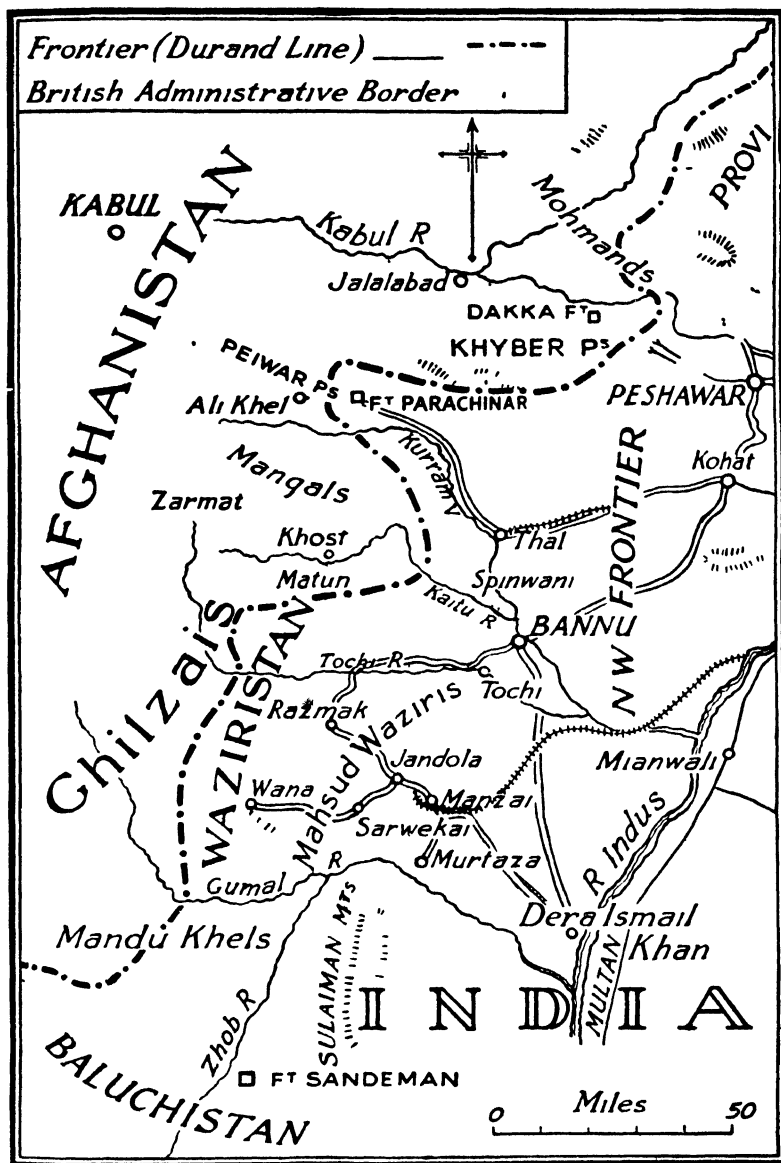 Frontier (Durand Line)
British Administrative Border
KABUL
AFGHANISTAN
Kabul R
Mohmands
PROVI
Jalalabad
DAKKA FT
KHYBER PS
PEIWAR PS
FT PARACHINAR
PESHAWAR
Ali Khel
Kurram V
Mangals
Kohat
Zarmat
Khost
Matun
Thal
Spinwani
NW FRONTIER
Kaitu R
BANNU
Ghilzais
WAZIRISTAN
Tochi R
Tochi
Razmak
Mahsud Waziris
Jandola
Mianwali
Wana
Manzai
Sarwekai
Murtaza
R Indus
Gumal R
Dera Ismail
Khan
Mandu Khels
SULAIMAN MTS
MULTAN
INDIA
Zhob R
BALUCHISTAN
FT SANDEMAN
Miles
0 50